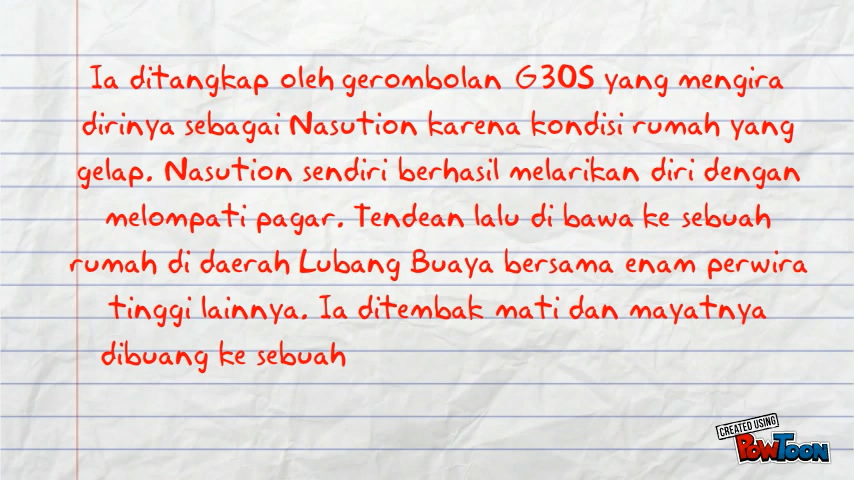 Ia ditangkap oleh gerombolan G30S yang mengira
dirinya sebagai Nasution karena kondisi rumah yang
gelap. Nasution sendiri berhasil melarikan diri dengan
melompati pagar. Tendean lalu di bawa ke sebuah
rumah di daerah Lubang Buaya bersama enam perwira
tinggi lainnya. Ia ditembak mati dan mayatnya
dibuang ke sebuah
CREATED USING
POWTOON